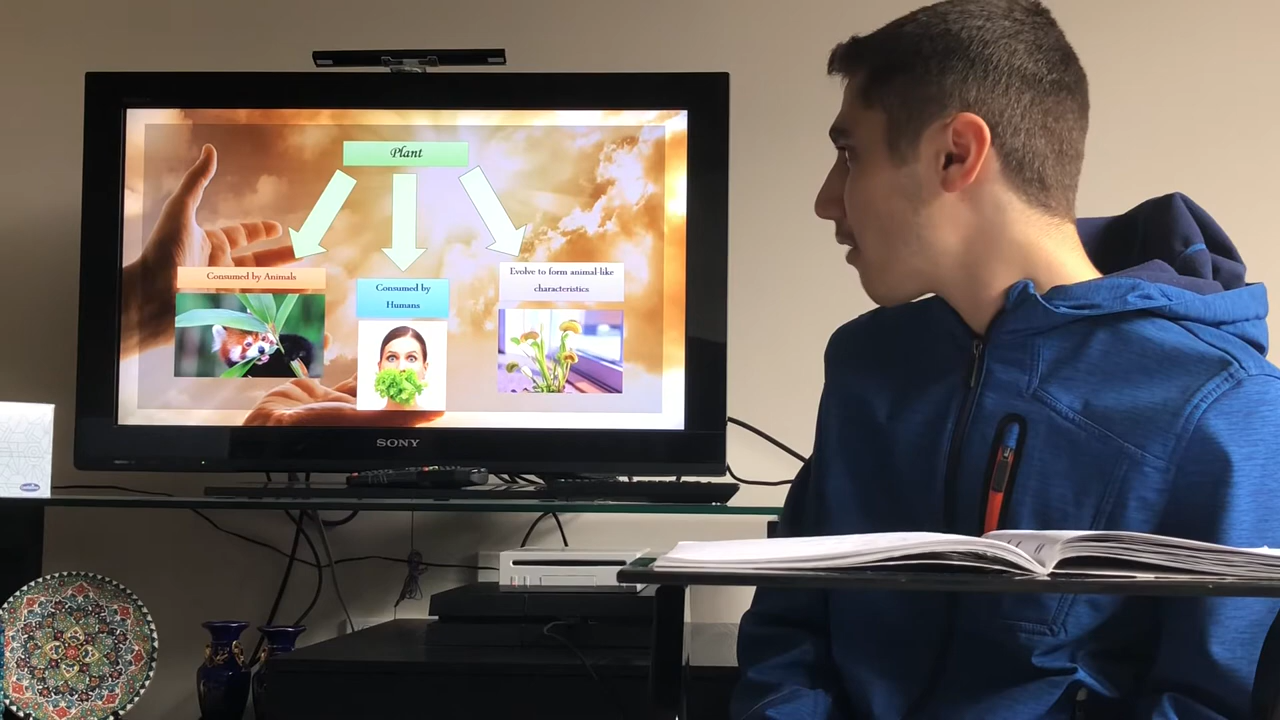 Plant
Consumed by Animals
Consumed by
Humans
Evolve to form animal-like
characteristics
SONY